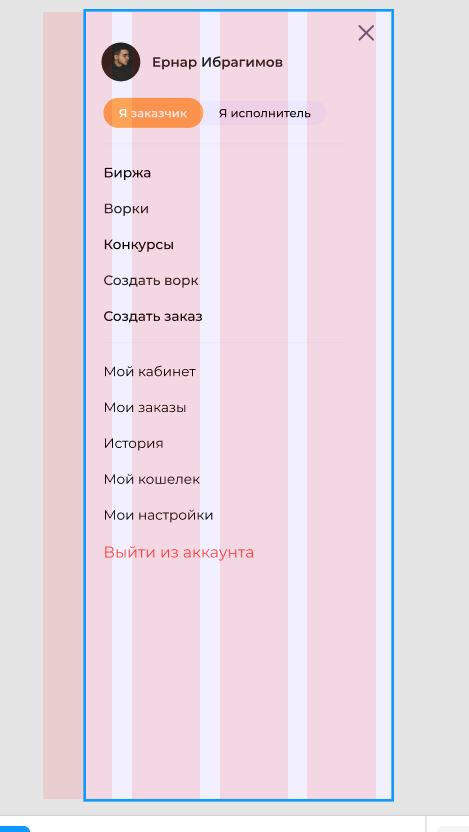 Ернар Ибрагимов
Я заказчик Я исполнитель
Биржа
Ворки
Конкурсы
Создать ворк
Создать заказ
Мой кабинет
Мои заказы
История
Мой кошелек
Мои настройки
Выйти из аккаунта